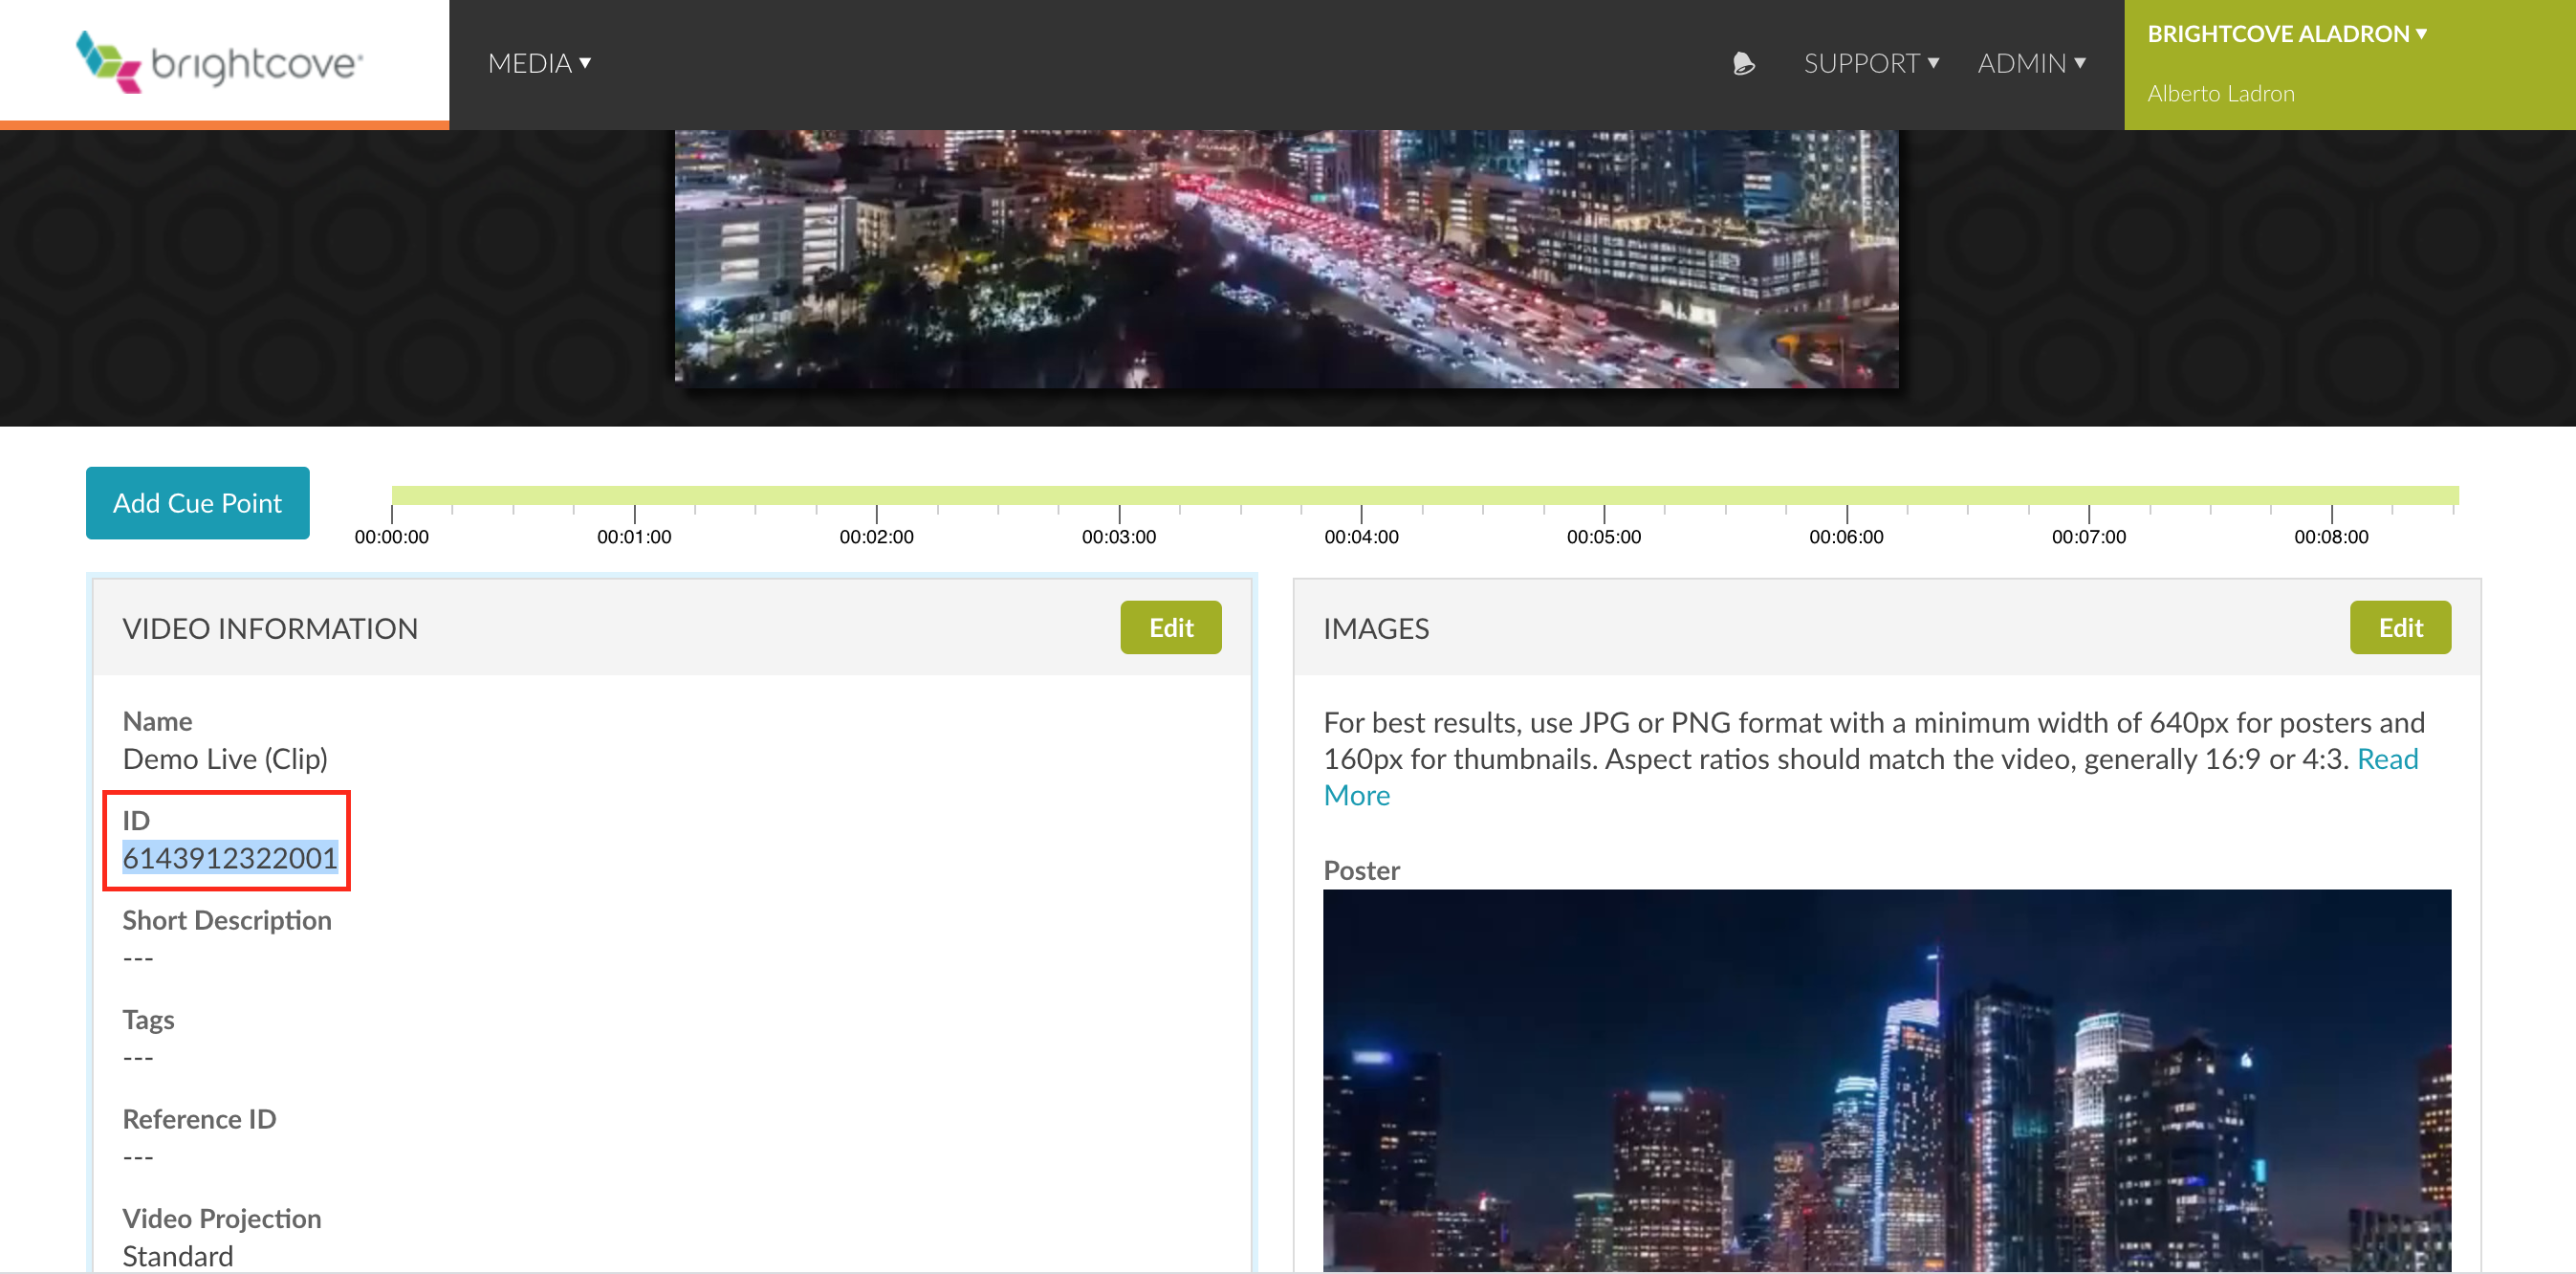 brightcove
MEDIA ▼
SUPPORT ▼
ADMIN ▼
BRIGHTCOVE ALADRON ▼
Alberto Ladron
Add Cue Point
00:00:00 00:01:00 00:02:00 00:03:00 00:04:00 00:05:00 00:06:00 00:07:00 00:08:00
VIDEO INFORMATION
Edit
Name
Demo Live (Clip)
ID
6143912322001
Short Description
---
Tags
---
Reference ID
---
Video Projection
Standard
IMAGES
Edit
For best results, use JPG or PNG format with a minimum width of 640px for posters and
160px for thumbnails. Aspect ratios should match the video, generally 16:9 or 4:3. Read
More
Poster